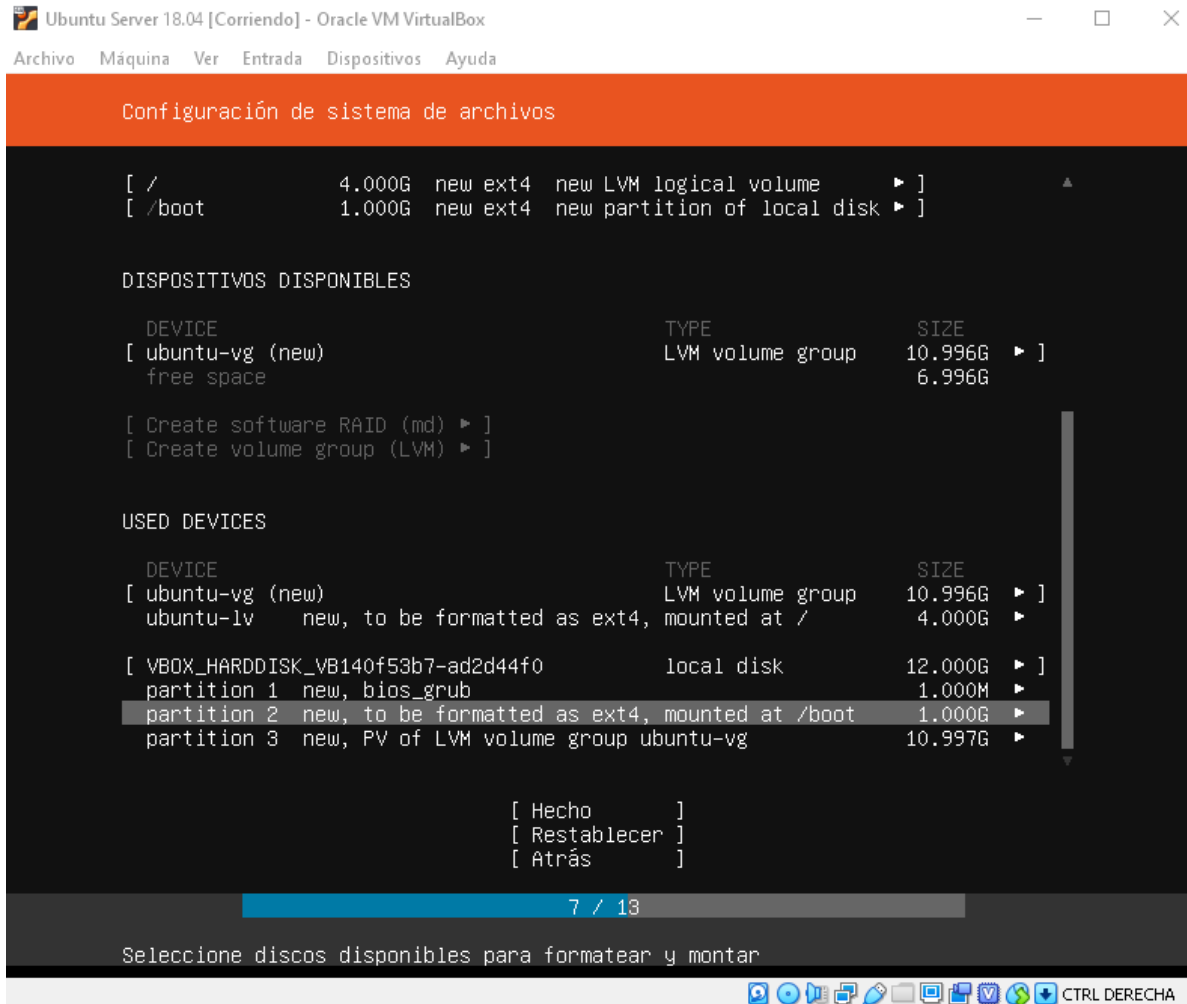 Ubuntu Server 18.04 [Corriendo] - Oracle VM VirtualBox
Archivo Máquina Ver Entrada Dispositivos Ayuda
Configuración de sistema de archivos
[ / 4.000G new ext4 new LVM logical volume ▸ ]
[ /boot 1.000G new ext4 new partition of local disk ▸ ]
DISPOSITIVOS DISPONIBLES
DEVICE TYPE SIZE
[ ubuntu-vg (new) LVM volume group 10.996G ▸ ]
free space 6.996G
[ Create software RAID (md) ▸ ]
[ Create volume group (LVM) ▸ ]
USED DEVICES
DEVICE TYPE SIZE
[ ubuntu-vg (new) LVM volume group 10.996G ▸ ]
ubuntu-lv new, to be formatted as ext4, mounted at / 4.000G ▸
[ VBOX_HARDDISK_VB140f53b7-ad2d44f0 local disk 12.000G ▸ ]
partition 1 new, bios_grub 1.000M ▸
partition 2 new, to be formatted as ext4, mounted at /boot 1.000G ▸
partition 3 new, PV of LVM volume group ubuntu-vg 10.997G ▸
[ Hecho ]
[ Restablecer ]
[ Atrás ]
7 / 13
Seleccione discos disponibles para formatear y montar
CTRL DERECHA